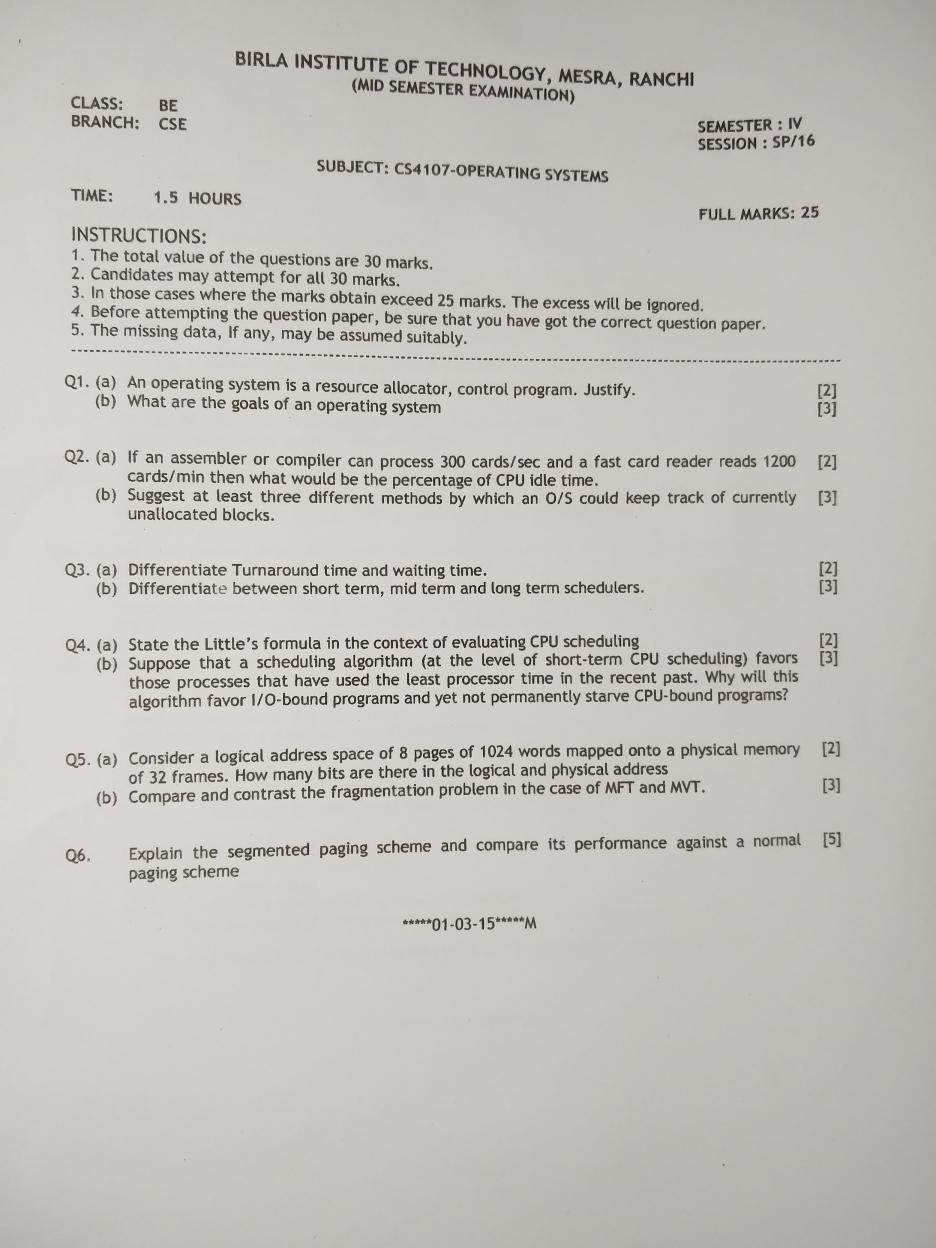 BIRLA INSTITUTE OF TECHNOLOGY, MESRA, RANCHI
(MID SEMESTER EXAMINATION)
CLASS: BE
BRANCH: CSE
SEMESTER : IV
SESSION : SP/16
SUBJECT: CS4107-OPERATING SYSTEMS
TIME: 1.5 HOURS
FULL MARKS: 25
INSTRUCTIONS:
1. The total value of the questions are 30 marks.
2. Candidates may attempt for all 30 marks.
3. In those cases where the marks obtain exceed 25 marks. The excess will be ignored.
4. Before attempting the question paper, be sure that you have got the correct question paper.
5. The missing data, If any, may be assumed suitably.
Q1. (a) An operating system is a resource allocator, control program. Justify. [2]
(b) What are the goals of an operating system [3]
Q2. (a) If an assembler or compiler can process 300 cards/sec and a fast card reader reads 1200 [2]
cards/min then what would be the percentage of CPU idle time.
(b) Suggest at least three different methods by which an O/S could keep track of currently [3]
unallocated blocks.
Q3. (a) Differentiate Turnaround time and waiting time. [2]
(b) Differentiate between short term, mid term and long term schedulers. [3]
Q4. (a) State the Little's formula in the context of evaluating CPU scheduling [2]
(b) Suppose that a scheduling algorithm (at the level of short-term CPU scheduling) favors [3]
those processes that have used the least processor time in the recent past. Why will this
algorithm favor I/O-bound programs and yet not permanently starve CPU-bound programs?
Q5. (a) Consider a logical address space of 8 pages of 1024 words mapped onto a physical memory [2]
of 32 frames. How many bits are there in the logical and physical address
(b) Compare and contrast the fragmentation problem in the case of MFT and MVT. [3]
Q6. Explain the segmented paging scheme and compare its performance against a normal [5]
paging scheme
*****01-03-15*****M